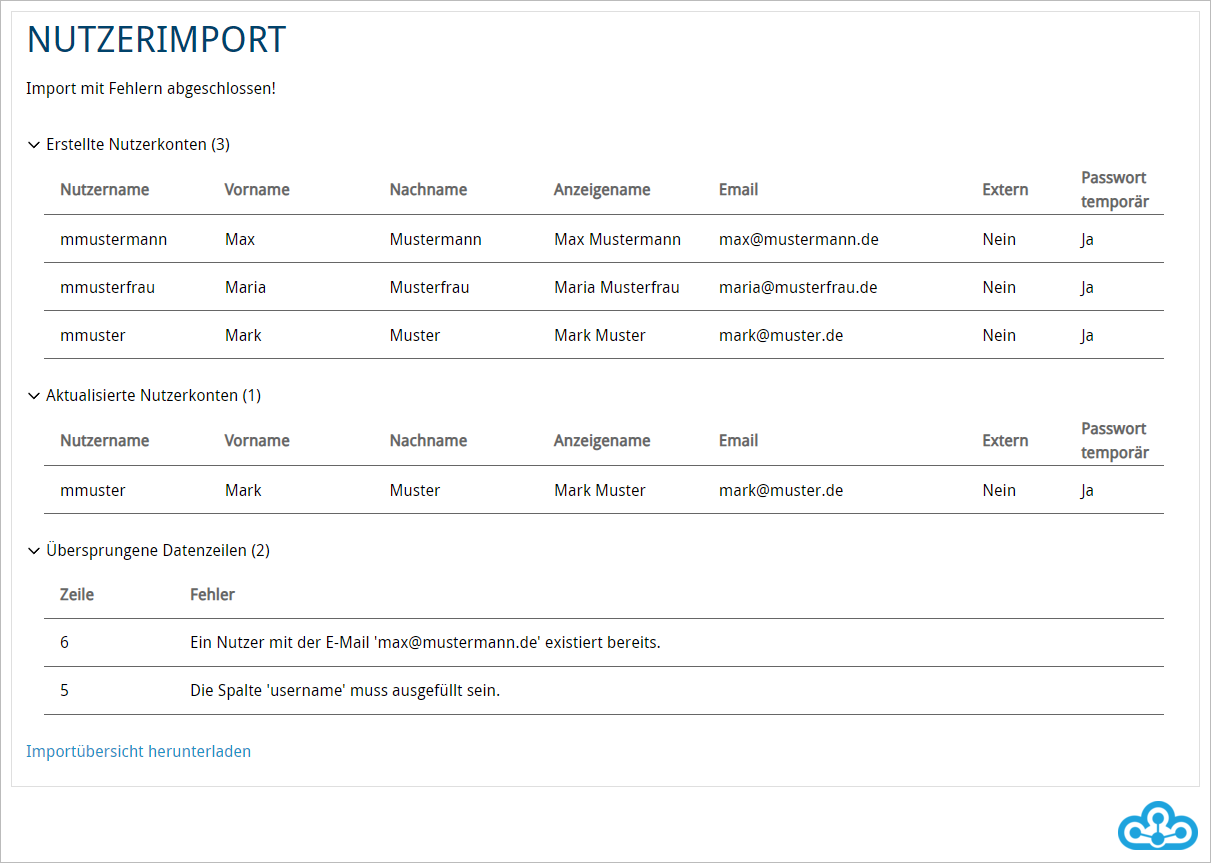 NUTZERIMPORT
Import mit Fehlern abgeschlossen!
Erstellte Nutzerkonten (3)
Nutzername Vorname Nachname Anzeigename Email Extern Passwort temporär
mmustermann Max Mustermann Max Mustermann max@mustermann.de Nein Ja
mmusterfrau Maria Musterfrau Maria Musterfrau maria@musterfrau.de Nein Ja
mmuster Mark Muster Mark Muster mark@muster.de Nein Ja
Aktualisierte Nutzerkonten (1)
Nutzername Vorname Nachname Anzeigename Email Extern Passwort temporär
mmuster Mark Muster Mark Muster mark@muster.de Nein Ja
Übersprungene Datenzeilen (2)
Zeile Fehler
6 Ein Nutzer mit der E-Mail 'max@mustermann.de' existiert bereits.
5 Die Spalte 'username' muss ausgefüllt sein.
Importübersicht herunterladen